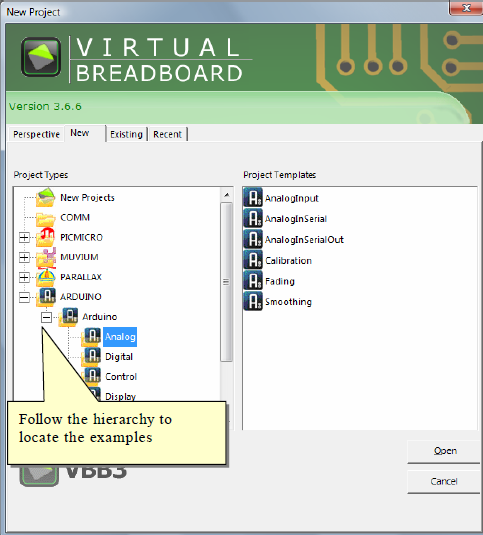 New Project
VIRTUAL
BREADBOARD
Version 3.6.6
Perspective New Existing Recent
Project Types
New Projects
COMM
PICMICRO
MUVIUM
PARALLAX
ARDUINO
Arduino
Analog
Digital
Control
Display
Follow the hierarchy to
locate the examples
VBB3
Project Templates
AnalogInput
AnalogInSerial
AnalogInSerialOut
Calibration
Fading
Smoothing
Open
Cancel